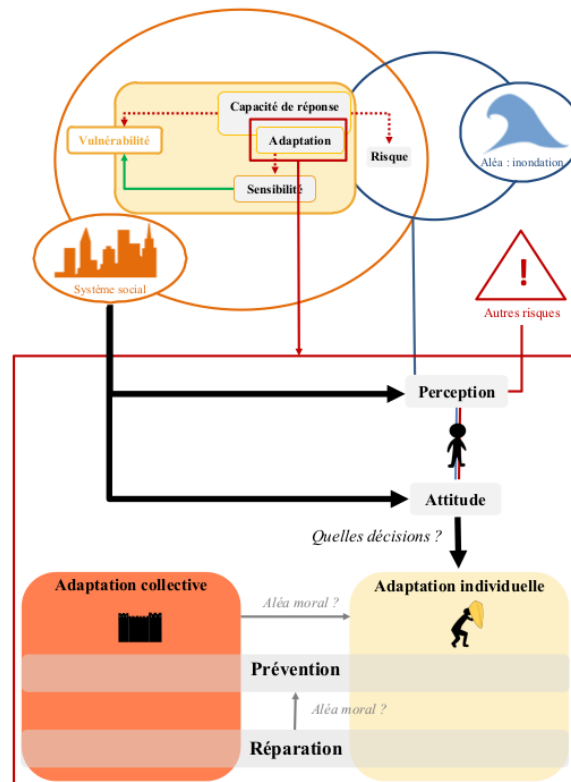 Capacité de réponse
Vulnérabilité
Adaptation
Risque
Sensibilité
Aléa : inondation
Système social
!
Autres risques
Perception
Attitude
Quelles décisions ?
Adaptation collective
Adaptation individuelle
Aléa moral ?
Prévention
Aléa moral ?
Réparation